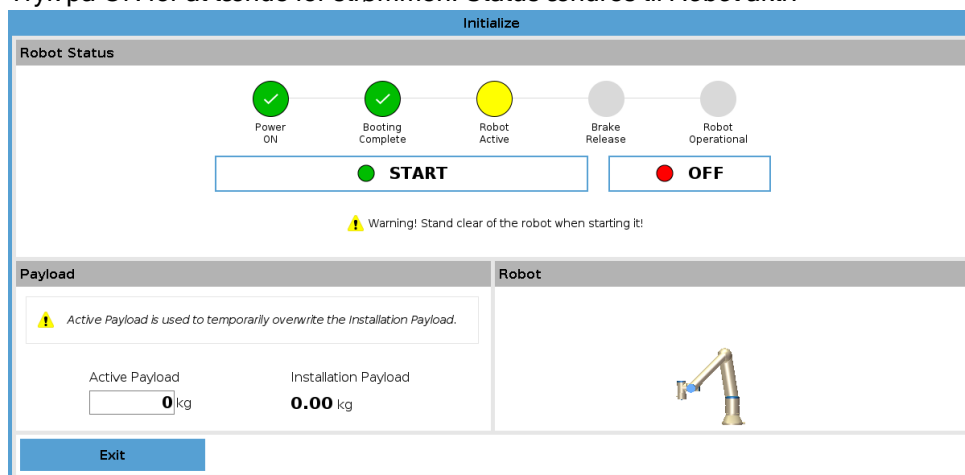 Initialize
Robot Status
Power ON
Booting Complete
Robot Active
Brake Release
Robot Operational
START
OFF
Warning! Stand clear of the robot when starting it!
Payload
Robot
Active Payload is used to temporarily overwrite the Installation Payload.
Active Payload
Installation Payload
0 kg
0.00 kg
Exit